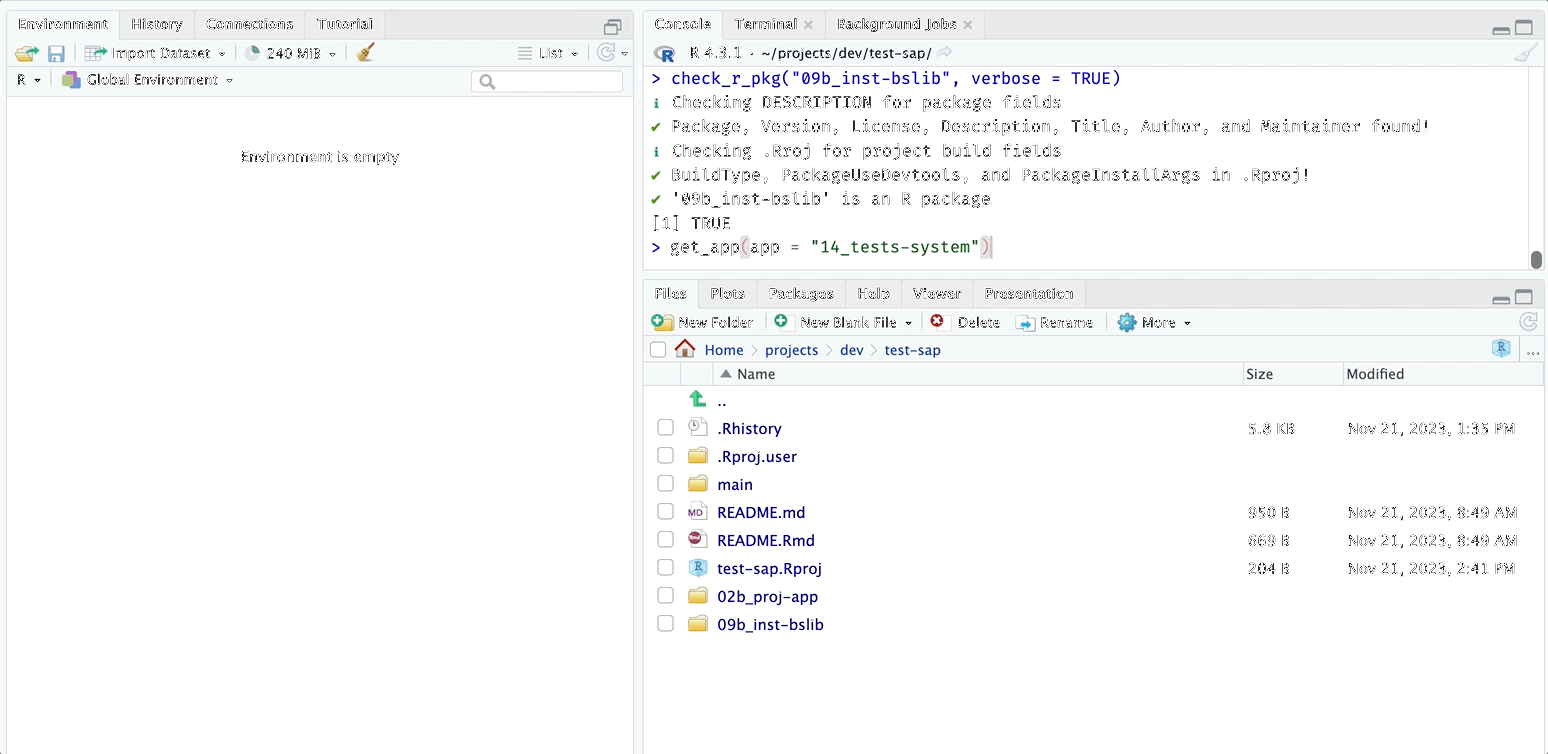 Environment History Connections Tutorial
Import Dataset 240 MiB List
R Global Environment
Environment is empty
Console Terminal Background Jobs
R 4.3.1 · ~/projects/dev/test-sap/
> check_r_pkg("09b_inst-bslib", verbose = TRUE)
ℹ Checking DESCRIPTION for package fields
✔ Package, Version, License, Description, Title, Author, and Maintainer found!
ℹ Checking .Rroj for project build fields
✔ BuildType, PackageUseDevtools, and PackageInstallArgs in .Rproj!
✔ '09b_inst-bslib' is an R package
[1] TRUE
> get_app(app = "14_tests-system")
Files Plots Packages Help Viewer Presentation
New Folder New Blank File Delete Rename More
Home projects dev test-sap ...
Name Size Modified
..
.Rhistory 5.8 KB Nov 21, 2023, 1:35 PM
.Rproj.user
main
README.md 950 B Nov 21, 2023, 8:49 AM
README.Rmd 669 B Nov 21, 2023, 8:49 AM
test-sap.Rproj 204 B Nov 21, 2023, 2:41 PM
02b_proj-app
09b_inst-bslib